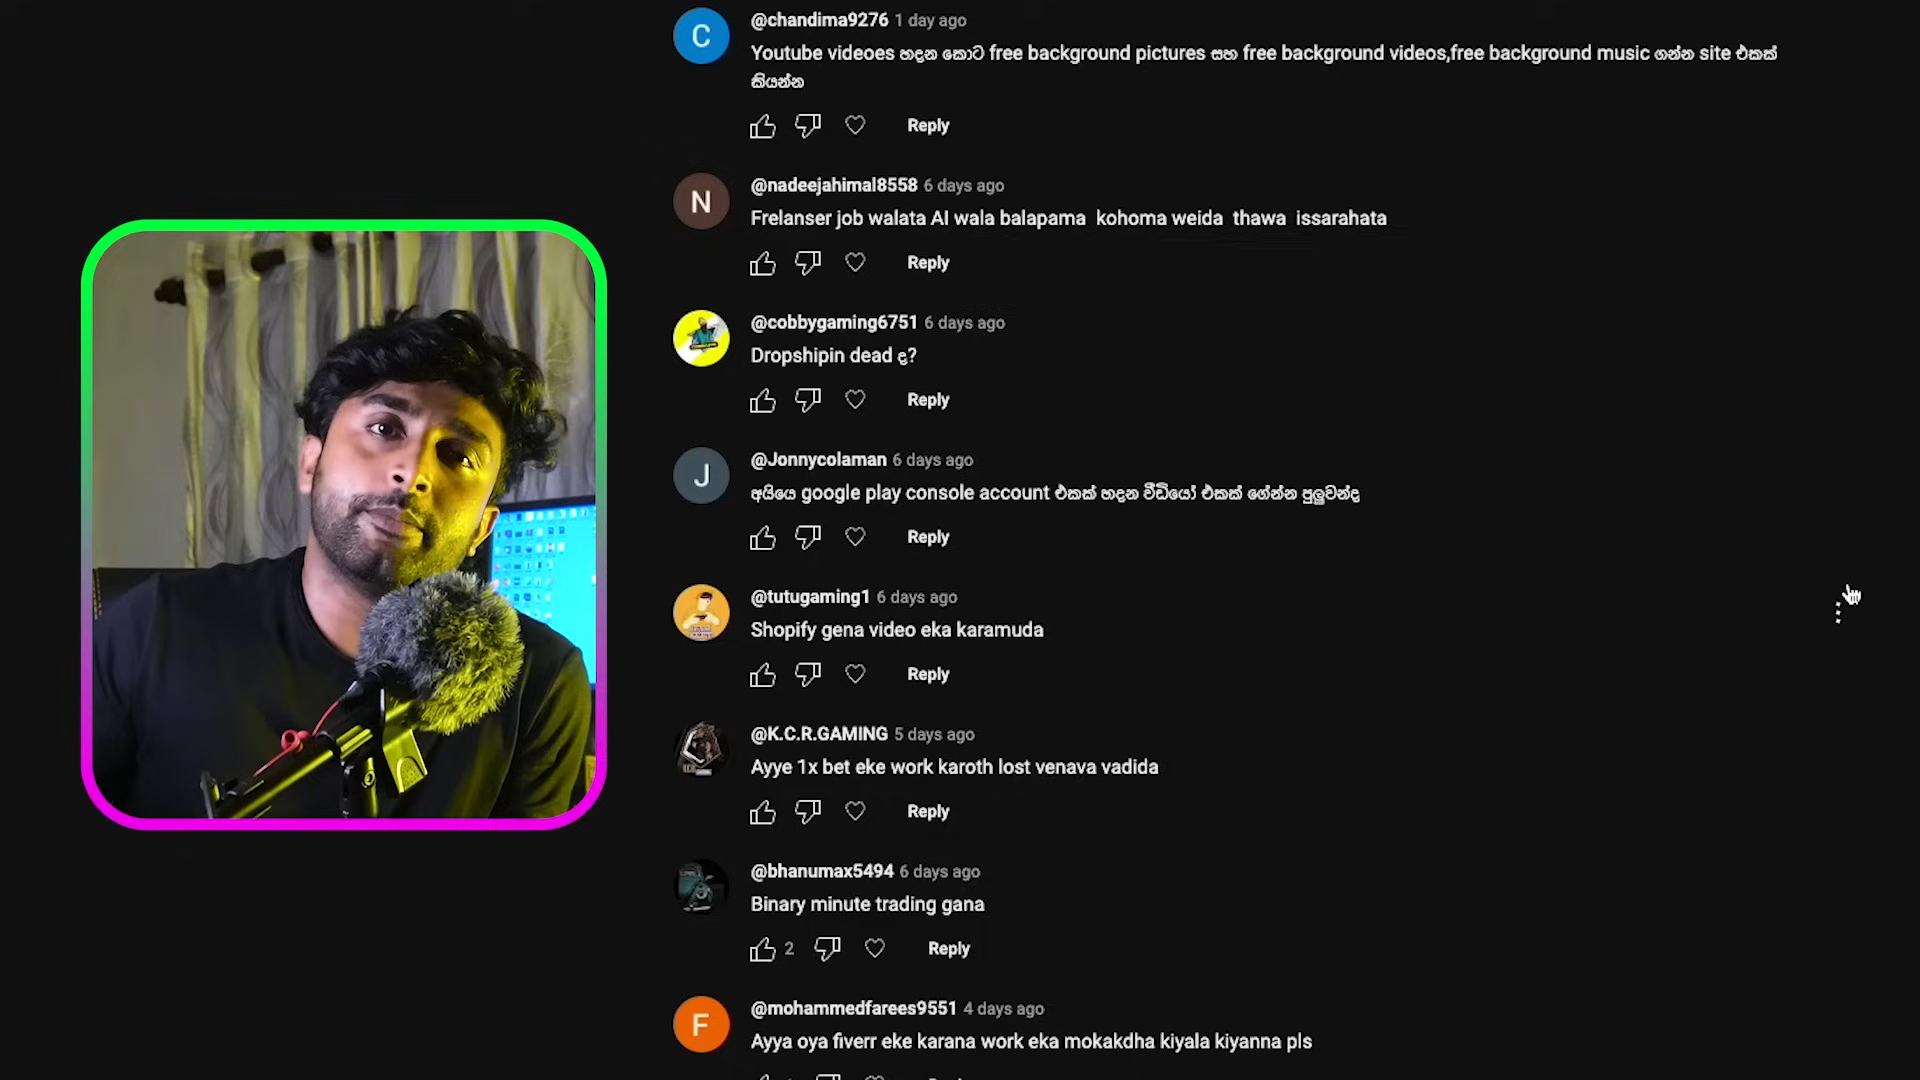 C
@chandima9276 1 day ago
Youtube videoes හදන කොට free background pictures සහ free background videos,free background music ගන්න site එකක්
කියන්න
Reply
N
@nadeejahimal8558 6 days ago
Frelanser job walata AI wala balapama kohoma weida thawa issarahata
Reply
@cobbygaming6751 6 days ago
Dropshipin dead ද?
Reply
J
@Jonnycolaman 6 days ago
අයියෙ google play console account එකක් හදන වීඩියෝ එකක් ගේන්න පුලුවන්ද
Reply
@tutugaming1 6 days ago
Shopify gena video eka karamuda
Reply
@K.C.R.GAMING 5 days ago
Ayye 1x bet eke work karoth lost venava vadida
Reply
@bhanumax5494 6 days ago
Binary minute trading gana
2 Reply
F
@mohammedfarees9551 4 days ago
Ayya oya fiverr eke karana work eka mokakdha kiyala kiyanna pls